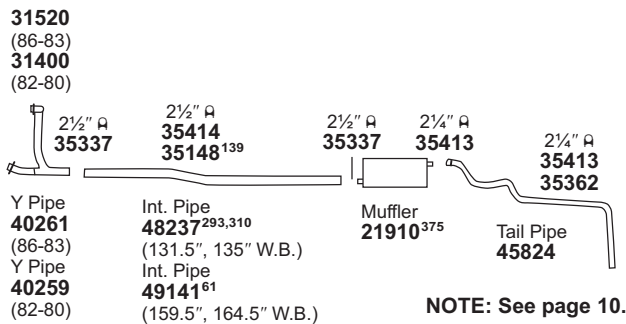 31520
(86-83)
31400
(82-80)
2½″
35337
2½″
35414
35148¹³⁹
2½″
35337
2¼″
35413
2¼″
35413
35362
Y Pipe
40261
(86-83)
Y Pipe
40259
(82-80)
Int. Pipe
48237²⁹³,³¹⁰
(131.5″, 135″ W.B.)
Int. Pipe
49141⁶¹
(159.5″, 164.5″ W.B.)
Muffler
21910³⁷⁵
Tail Pipe
45824
NOTE: See page 10.